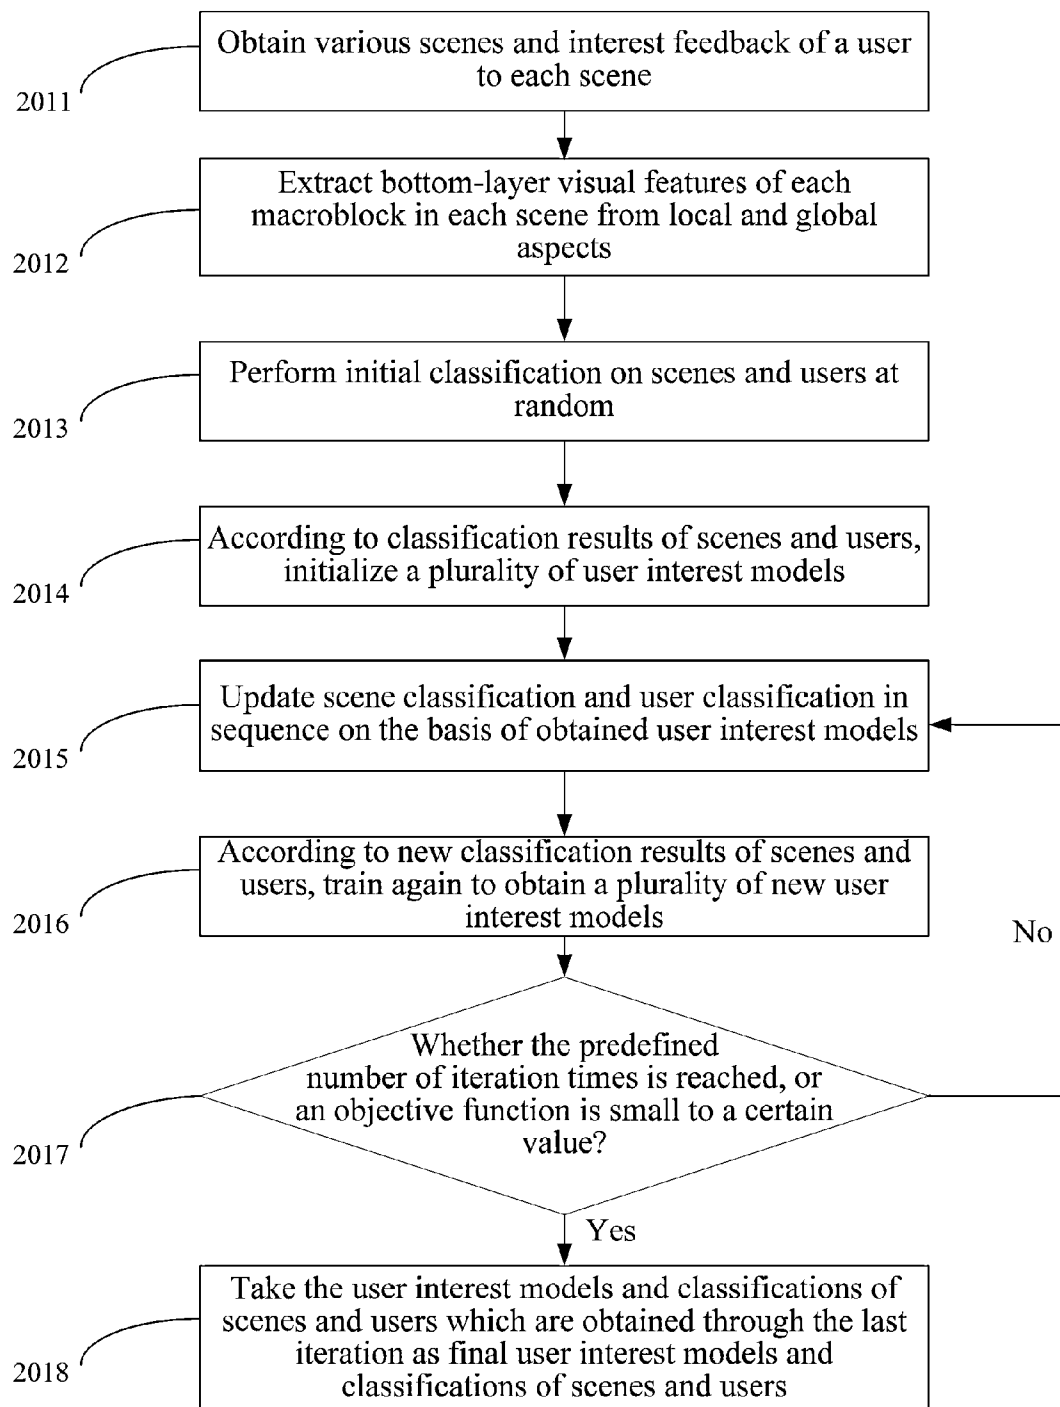 Obtain various scenes and interest feedback of a user
to each scene
2011
Extract bottom-layer visual features of each
macroblock in each scene from local and global
aspects
2012
Perform initial classification on scenes and users at
random
2013
According to classification results of scenes and users,
initialize a plurality of user interest models
2014
Update scene classification and user classification in
sequence on the basis of obtained user interest models
2015
According to new classification results of scenes and
users, train again to obtain a plurality of new user
interest models
2016
No
Whether the predefined
number of iteration times is reached, or
an objective function is small to a certain
value?
2017
Yes
Take the user interest models and classifications of
scenes and users which are obtained through the last
iteration as final user interest models and
classifications of scenes and users
2018